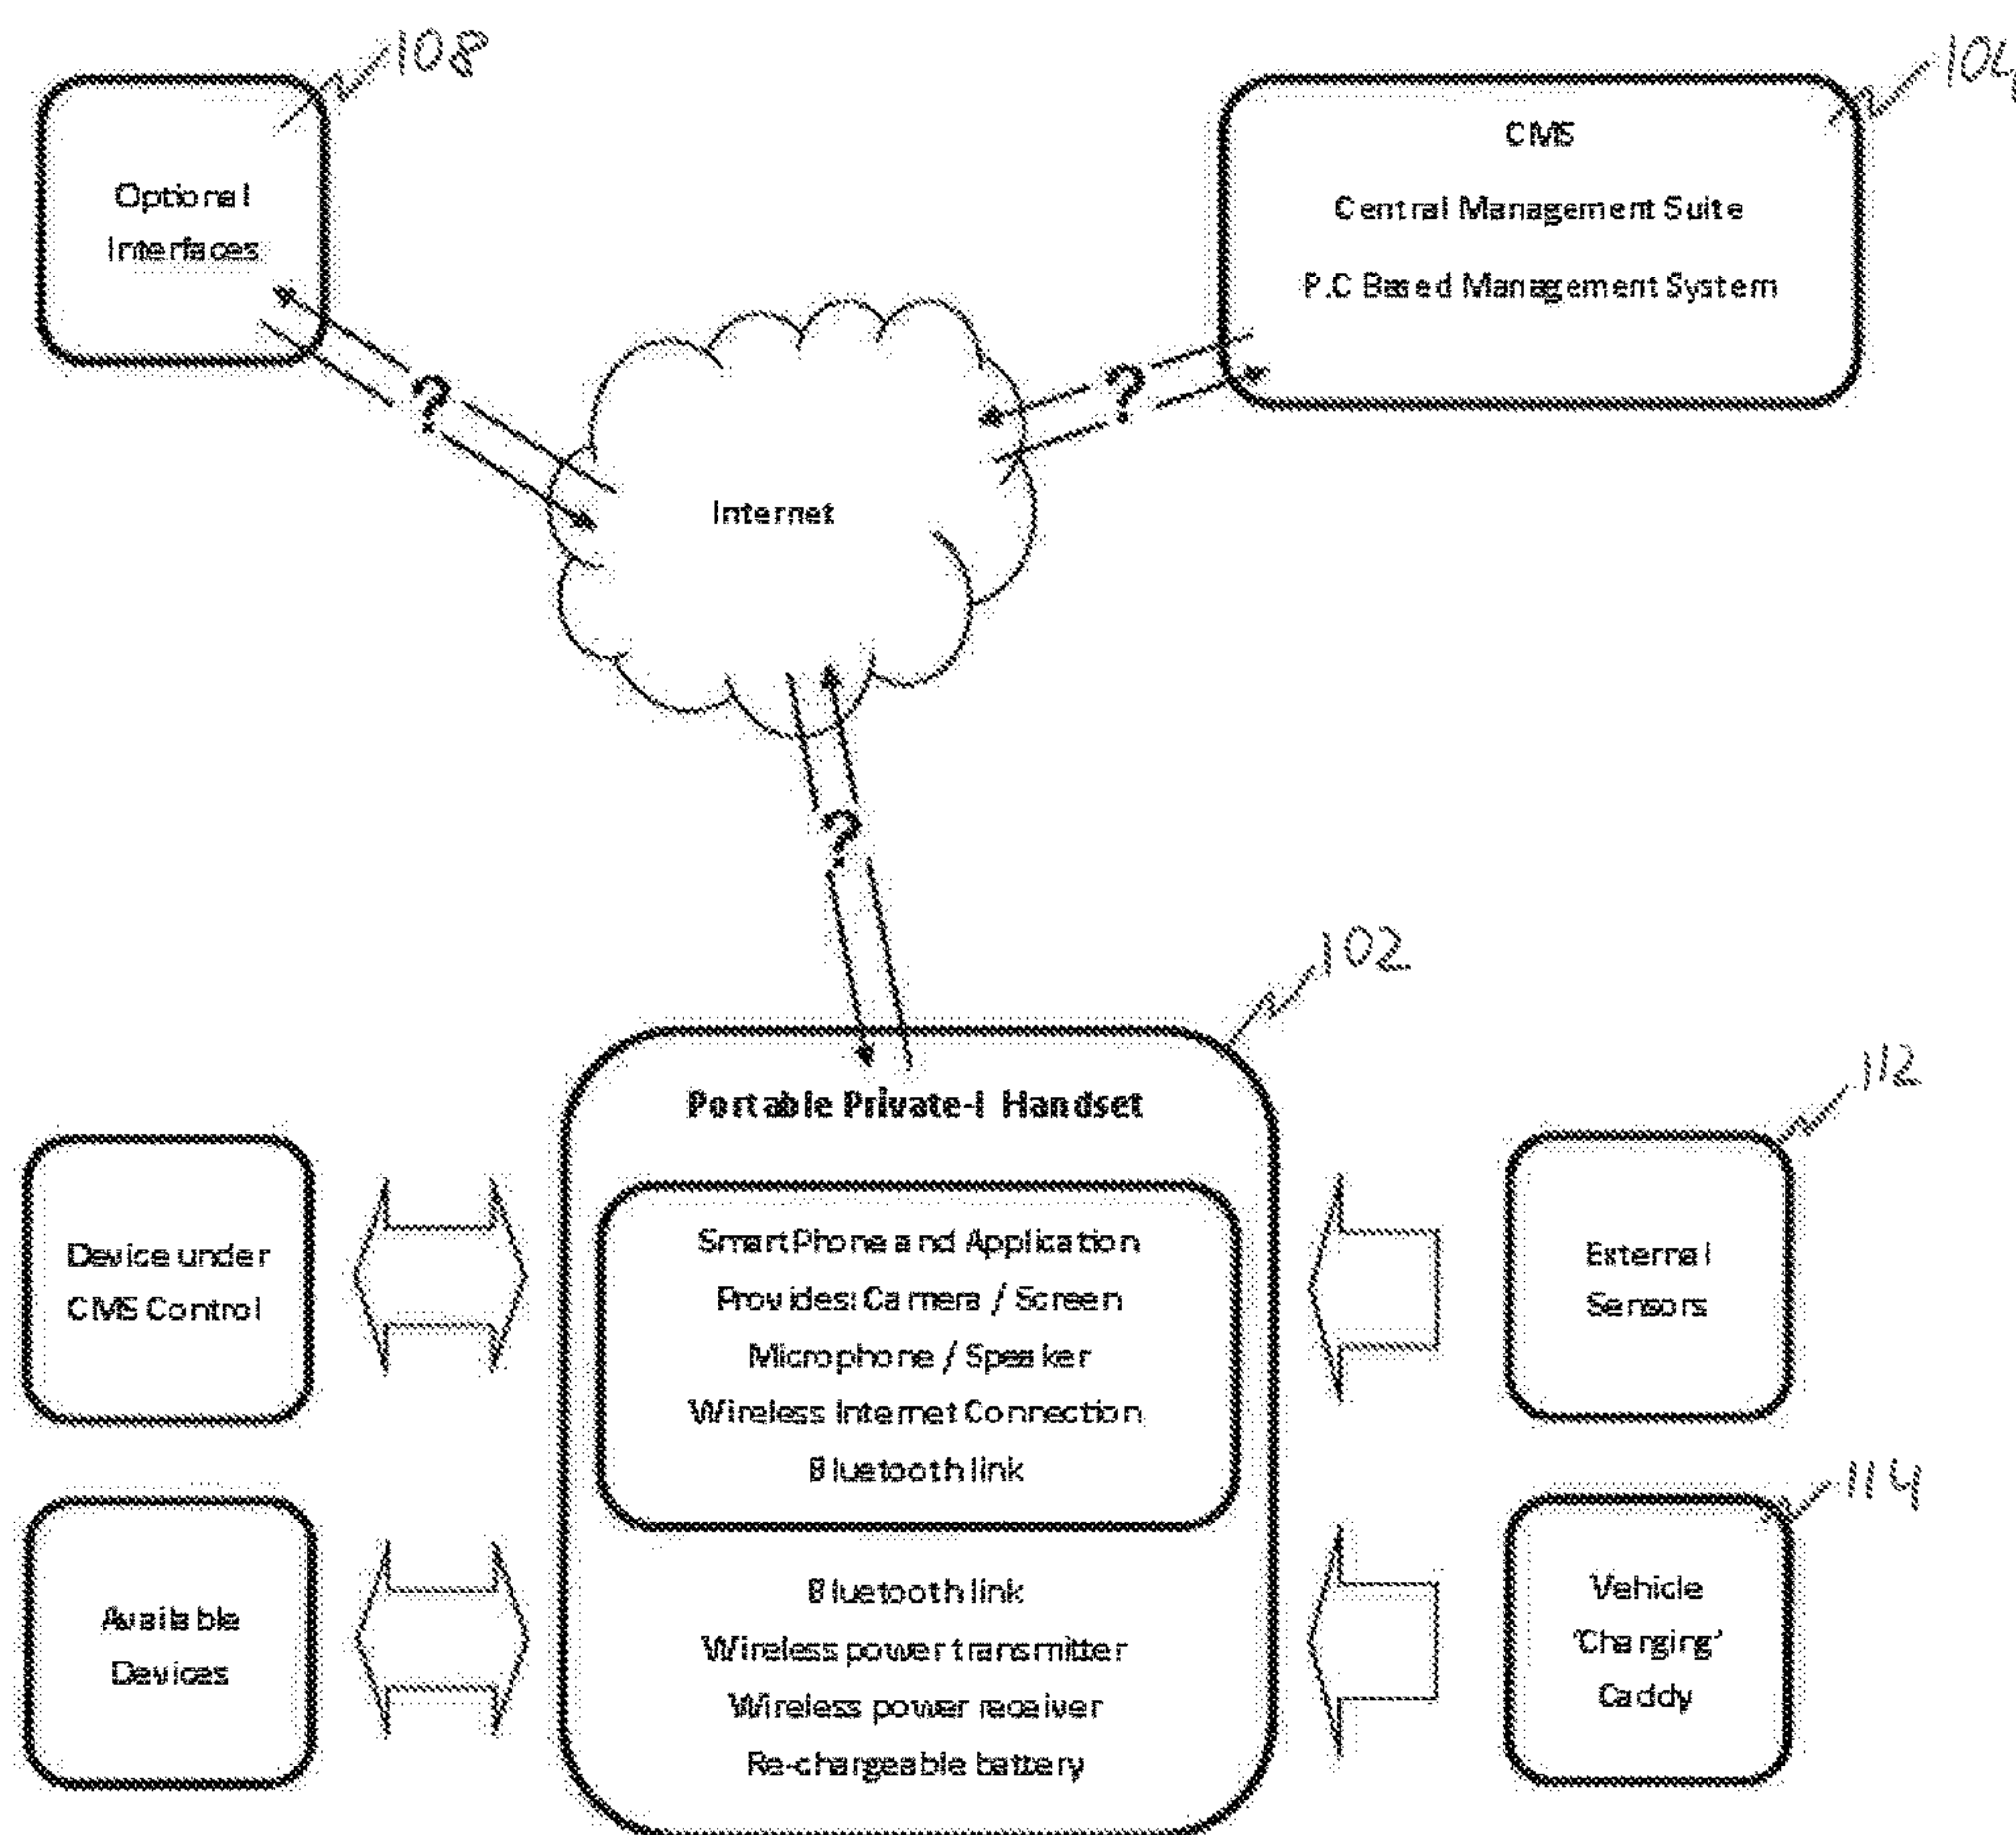 108
104
Optional
Interfaces
CMS
Central Management Suite
P.C Based Management System
?
?
Internet
?
102
Portable Private-I Handset
112
SmartPhone and Application
Provides: Camera / Screen
Microphone / Speaker
Wireless Internet Connection
Bluetooth link
Device under
CMS Control
External
Sensors
114
Bluetooth link
Wireless power transmitter
Wireless power receiver
Re-chargeable battery
Available
Devices
Vehicle
'Charging'
Caddy